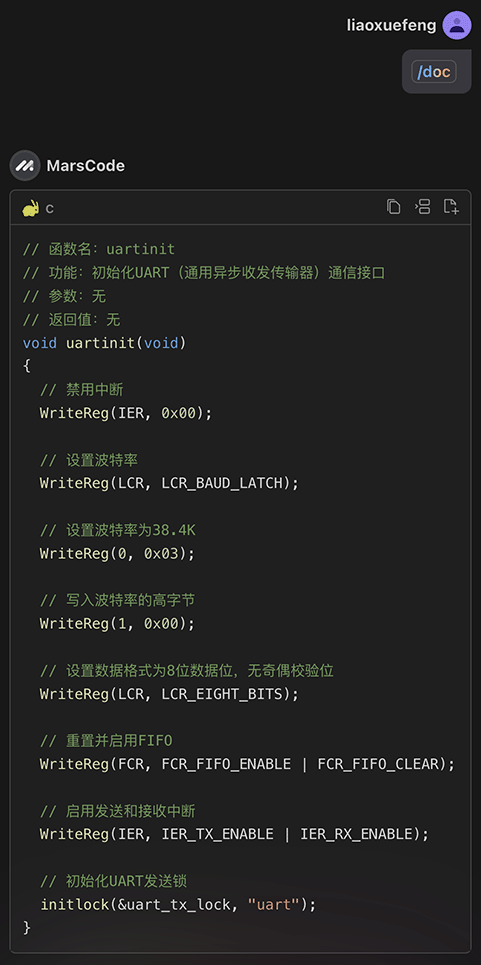 liaoxuefeng
/doc
MarsCode
c
// 函数名：uartinit
// 功能：初始化UART（通用异步收发传输器）通信接口
// 参数：无
// 返回值：无
void uartinit(void)
{
  // 禁用中断
  WriteReg(IER, 0x00);
  // 设置波特率
  WriteReg(LCR, LCR_BAUD_LATCH);
  // 设置波特率为38.4K
  WriteReg(0, 0x03);
  // 写入波特率的高字节
  WriteReg(1, 0x00);
  // 设置数据格式为8位数据位，无奇偶校验位
  WriteReg(LCR, LCR_EIGHT_BITS);
  // 重置并启用FIFO
  WriteReg(FCR, FCR_FIFO_ENABLE | FCR_FIFO_CLEAR);
  // 启用发送和接收中断
  WriteReg(IER, IER_TX_ENABLE | IER_RX_ENABLE);
  // 初始化UART发送锁
  initlock(&uart_tx_lock, "uart");
}